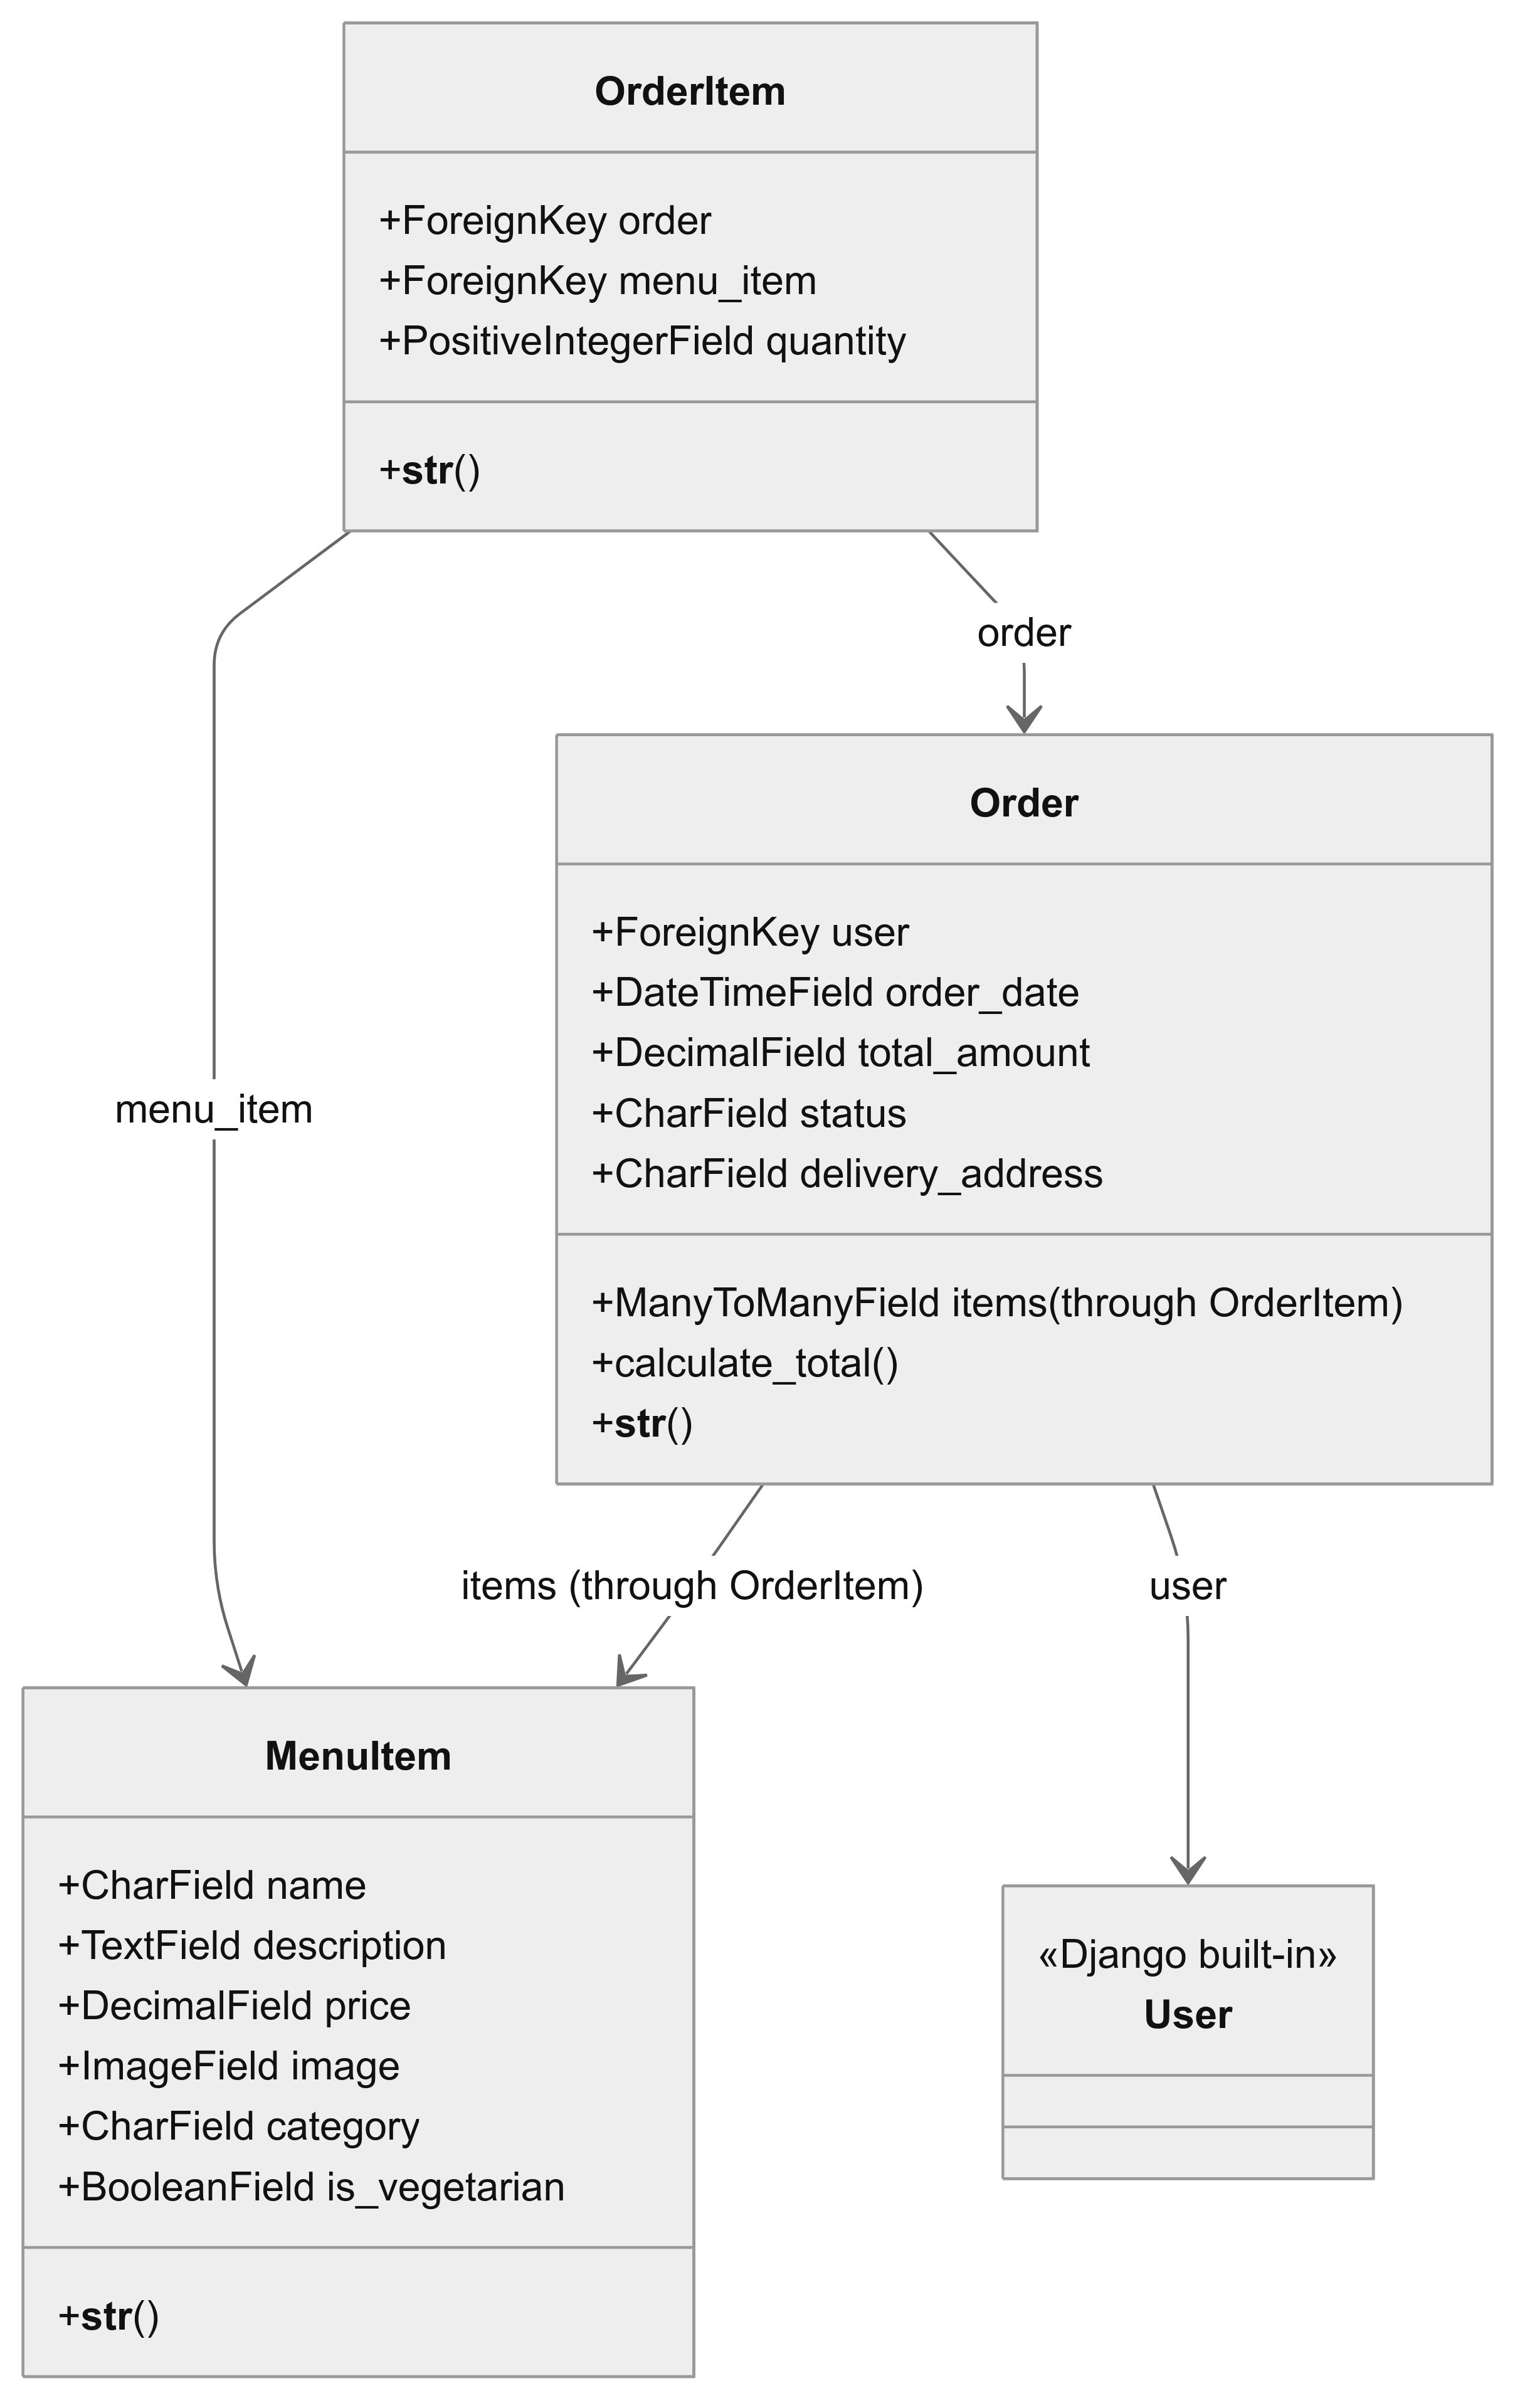 OrderItem
+ForeignKey order
+ForeignKey menu_item
+PositiveIntegerField quantity
+str()
order
Order
+ForeignKey user
+DateTimeField order_date
+DecimalField total_amount
+CharField status
+CharField delivery_address
+ManyToManyField items(through OrderItem)
+calculate_total()
+str()
menu_item
items (through OrderItem)
user
MenuItem
+CharField name
+TextField description
+DecimalField price
+ImageField image
+CharField category
+BooleanField is_vegetarian
+str()
«Django built-in»
User